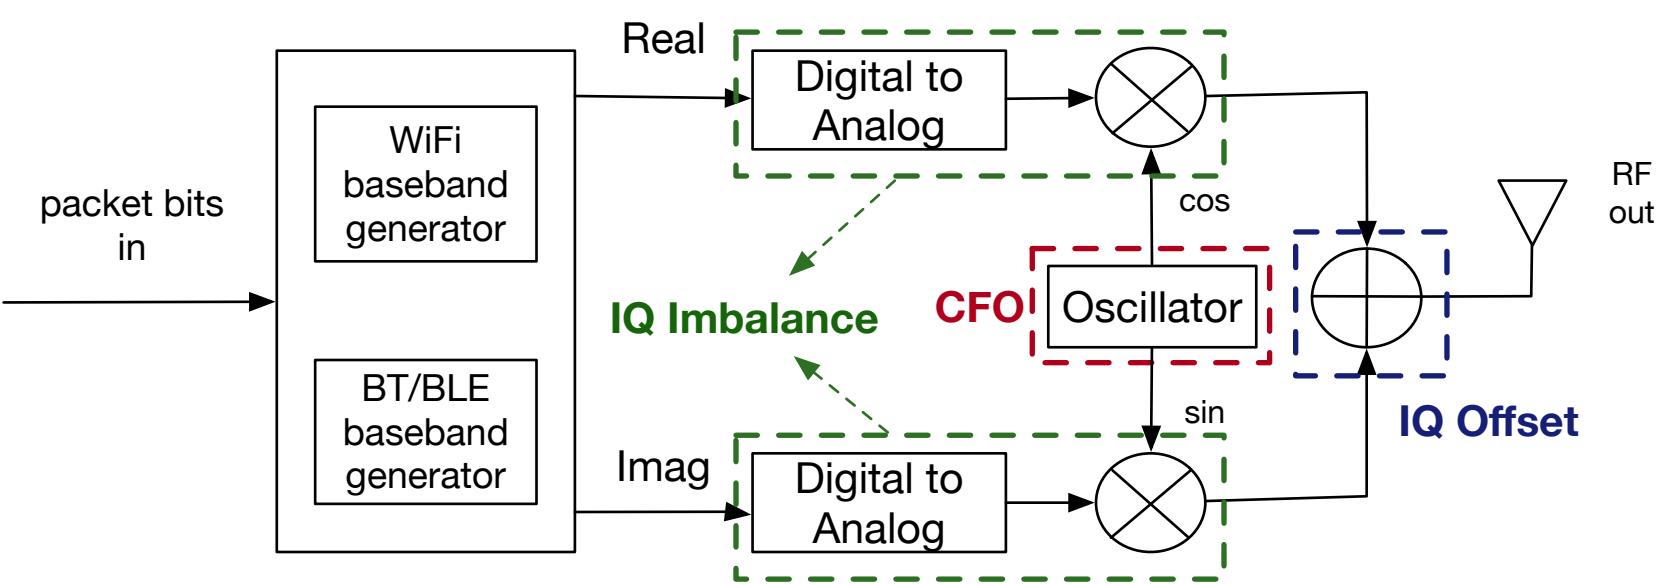 packet bits
in
WiFi
baseband
generator
BT/BLE
baseband
generator
Real
Digital to
Analog
cos
IQ Imbalance
CFO
Oscillator
sin
Imag
Digital to
Analog
RF
out
IQ Offset